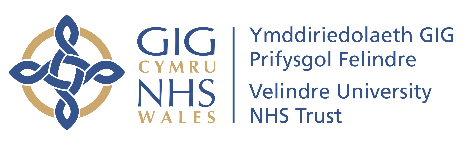 GIG
CYMRU
NHS
WALES
Ymddiriedolaeth GIG
Prifysgol Felindre
Velindre University
NHS Trust